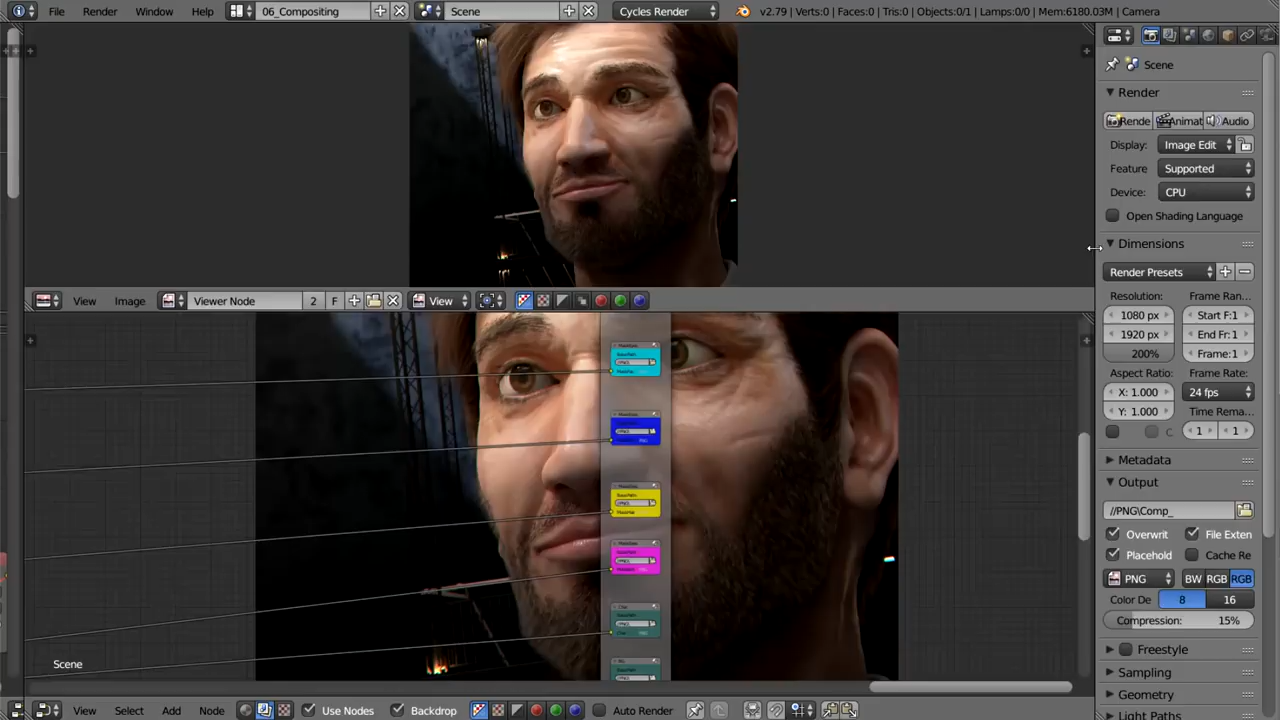 File Render Window Help 06_Compositing Scene Cycles Render v2.79 | Verts:0 | Faces:0 | Tris:0 | Objects:0/1 | Lamps:0/0 | Mem:6180.03M | Camera
Scene
Render
Rende Animat Audio
Display: Image Edit
Feature Supported
Device: CPU
Open Shading Language
Dimensions
Render Presets
Resolution: Frame Ran...
1080 px Start F:1
1920 px End Fr:1
200% Frame:1
Aspect Ratio: Frame Rate:
X: 1.000 24 fps
Y: 1.000 Time Rema...
C 1 1
Metadata
Output
//PNG\Comp_
Overwrit File Exten
Placehold Cache Re
PNG BW RGB RGB
Color De 8 16
Compression: 15%
Freestyle
Sampling
Geometry
Light Paths
View Image Viewer Node 2 F View
Scene
View Select Add Node Use Nodes Backdrop Auto Render